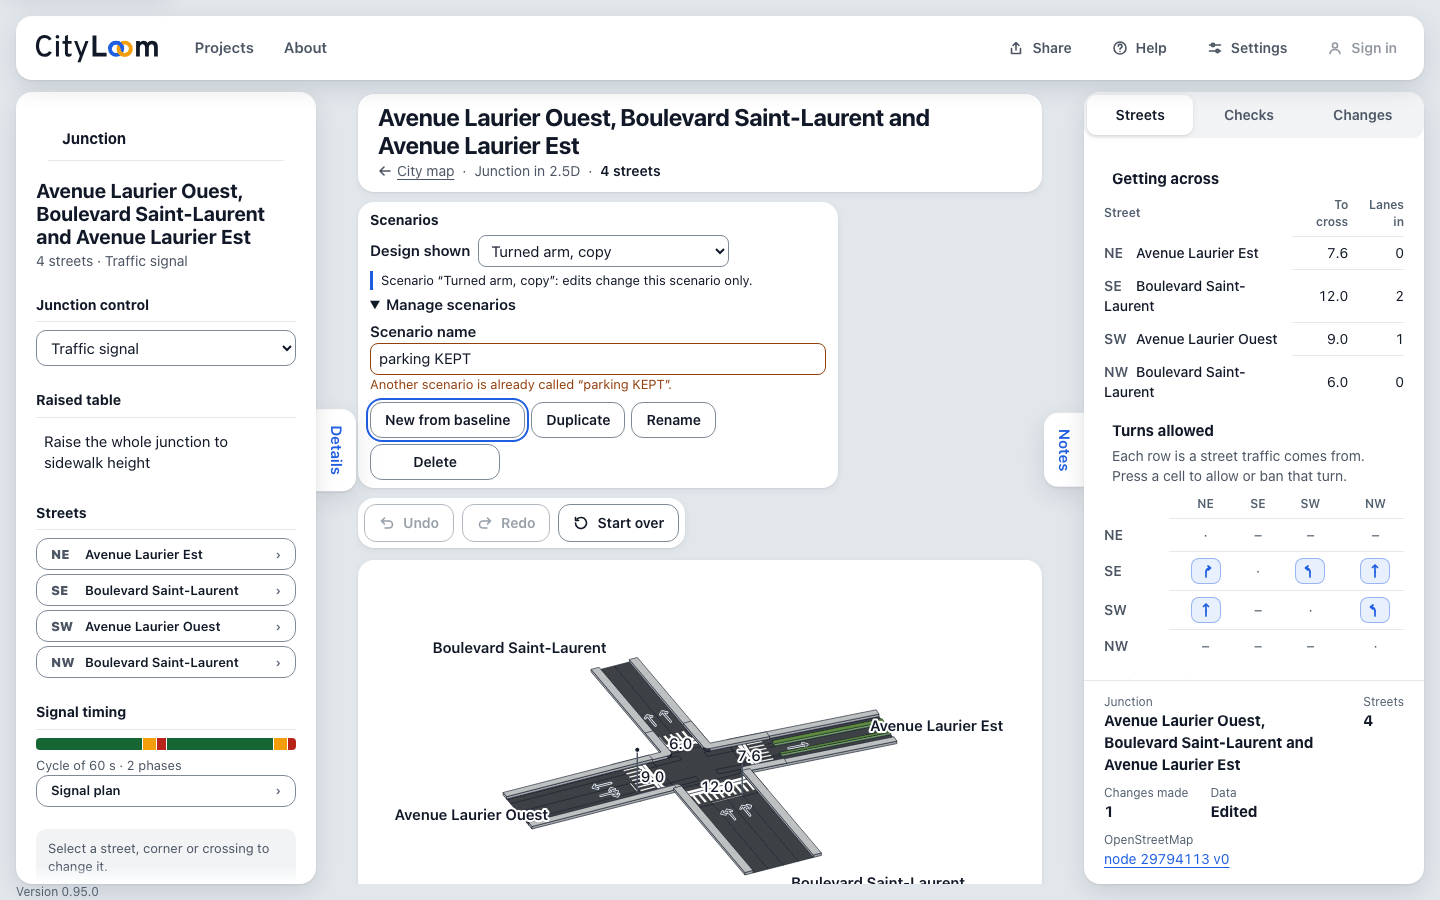 CityLoom
Projects
About
Share
Help
Settings
Sign in
Junction
Avenue Laurier Ouest,
Boulevard Saint-Laurent
and Avenue Laurier Est
4 streets · Traffic signal
Junction control
Traffic signal
Raised table
Raise the whole junction to
sidewalk height
Streets
NE Avenue Laurier Est ›
SE Boulevard Saint-Laurent ›
SW Avenue Laurier Ouest ›
NW Boulevard Saint-Laurent ›
Signal timing
Cycle of 60 s · 2 phases
Signal plan ›
Select a street, corner or crossing to
change it.
Version 0.95.0
Details
Avenue Laurier Ouest, Boulevard Saint-Laurent and
Avenue Laurier Est
← City map · Junction in 2.5D · 4 streets
Scenarios
Design shown Turned arm, copy
Scenario “Turned arm, copy”: edits change this scenario only.
▼ Manage scenarios
Scenario name
parking KEPT
Another scenario is already called “parking KEPT”.
New from baseline
Duplicate
Rename
Delete
Undo
Redo
Start over
Boulevard Saint-Laurent
Avenue Laurier Est
6.0
7.6
9.0
12.0
Avenue Laurier Ouest
Boulevard Saint-Laurent
Notes
Streets
Checks
Changes
Getting across
Street To cross Lanes in
NE Avenue Laurier Est 7.6 0
SE Boulevard Saint-
Laurent 12.0 2
SW Avenue Laurier Ouest 9.0 1
NW Boulevard Saint-
Laurent 6.0 0
Turns allowed
Each row is a street traffic comes from.
Press a cell to allow or ban that turn.
NE SE SW NW
NE · – – –
SE ·
SW – ·
NW – – – ·
Junction
Avenue Laurier Ouest,
Boulevard Saint-Laurent and
Avenue Laurier Est
Streets
4
Changes made
1
Data
Edited
OpenStreetMap
node 29794113 v0